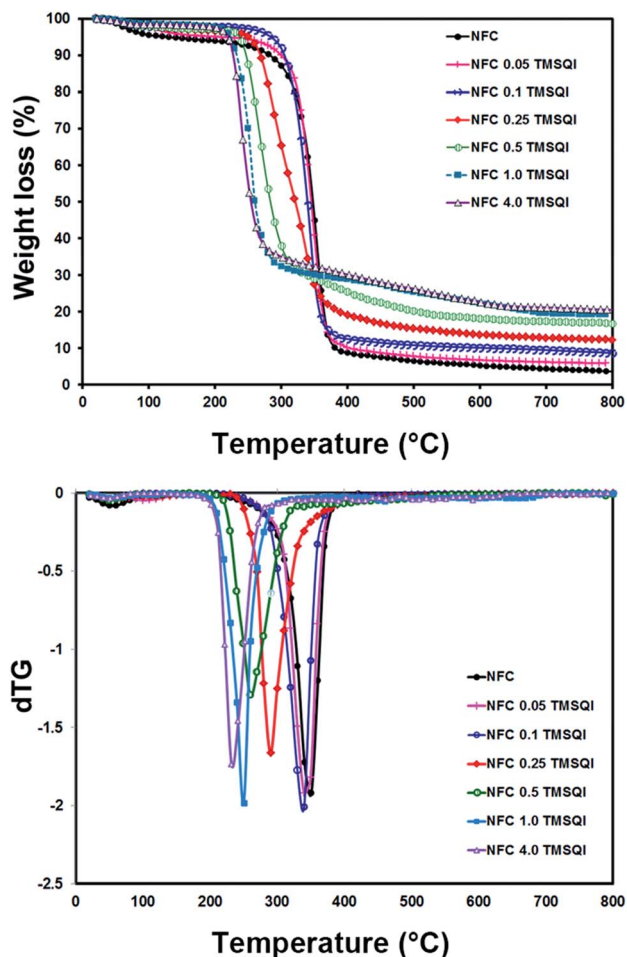 100
90
80
70
60
50
40
30
20
10
0
Weight loss (%)
NFC
NFC 0.05 TMSQI
NFC 0.1 TMSQI
NFC 0.25 TMSQI
NFC 0.5 TMSQI
NFC 1.0 TMSQI
NFC 4.0 TMSQI
0 100 200 300 400 500 600 700 800
Temperature (°C)
0
-0.5
-1
-1.5
-2
-2.5
dTG
NFC
NFC 0.05 TMSQI
NFC 0.1 TMSQI
NFC 0.25 TMSQI
NFC 0.5 TMSQI
NFC 1.0 TMSQI
NFC 4.0 TMSQI
0 100 200 300 400 500 600 700 800
Temperature (°C)